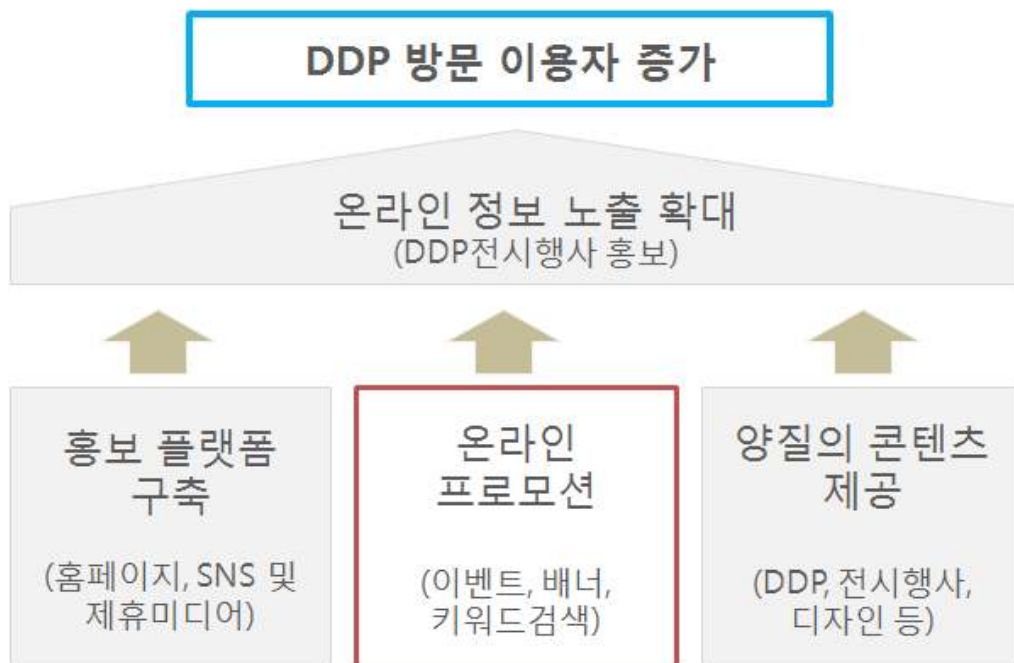 DDP 방문 이용자 증가
온라인 정보 노출 확대
(DDP전시행사 홍보)
홍보 플랫폼
구축
(홈페이지, SNS 및
제휴미디어)
온라인
프로모션
(이벤트, 배너,
키워드검색)
양질의 콘텐츠
제공
(DDP, 전시행사,
디자인 등)